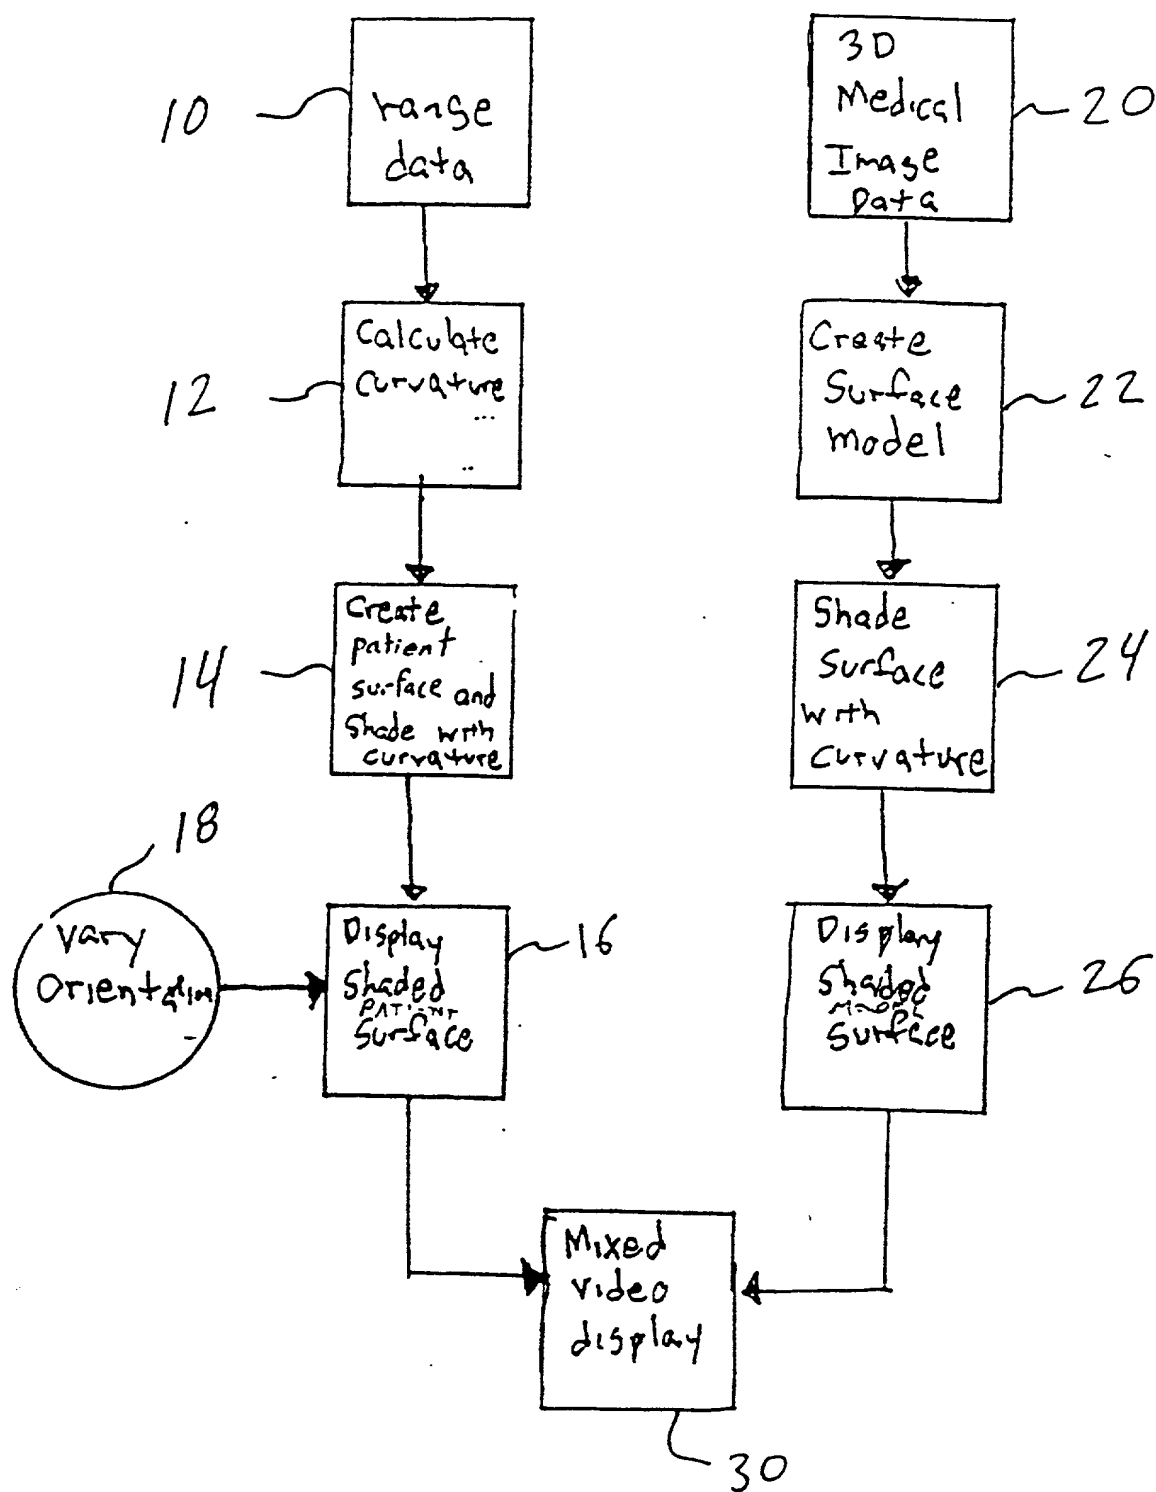 10
range
data
3D
Medical
Image
Data
20
12
Calculate
curvature
...
..
Create
Surface
model
22
14
Create
patient
surface and
Shade with
curvature
Shade
Surface
with
curvature
24
18
Vary
Orientation
Display
Shaded
PATIENT
Surface
16
Display
Shaded
MODEL
Surface
26
Mixed
video
display
30